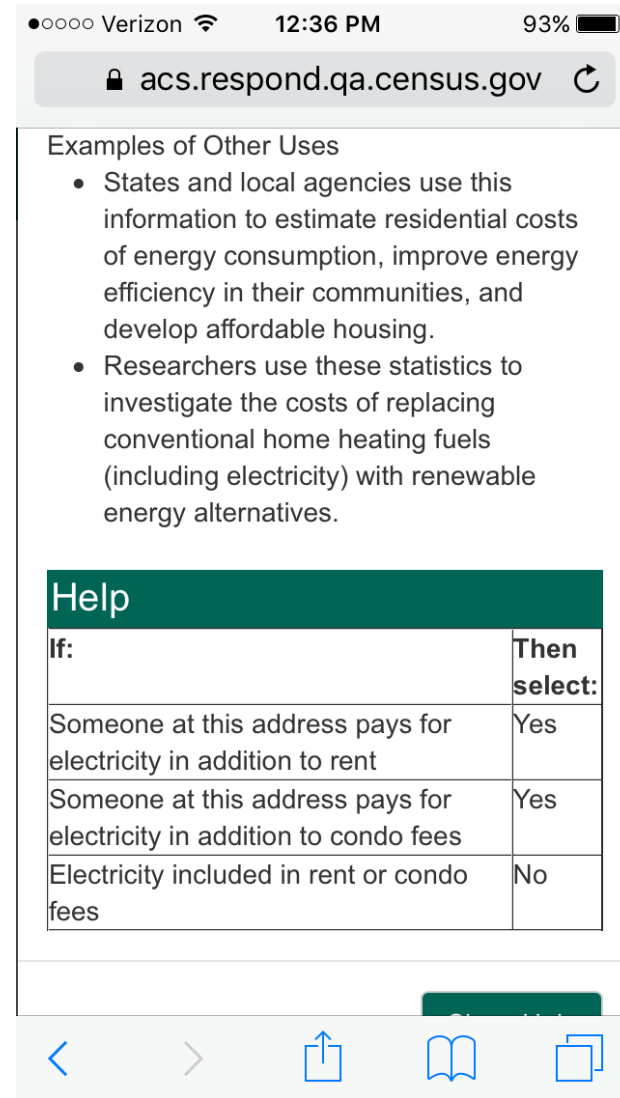 Verizon 12:36 PM 93%
acs.respond.qa.census.gov
Examples of Other Uses
• States and local agencies use this
information to estimate residential costs
of energy consumption, improve energy
efficiency in their communities, and
develop affordable housing.
• Researchers use these statistics to
investigate the costs of replacing
conventional home heating fuels
(including electricity) with renewable
energy alternatives.
Help
If: Then
select:
Someone at this address pays for Yes
electricity in addition to rent
Someone at this address pays for Yes
electricity in addition to condo fees
Electricity included in rent or condo No
fees